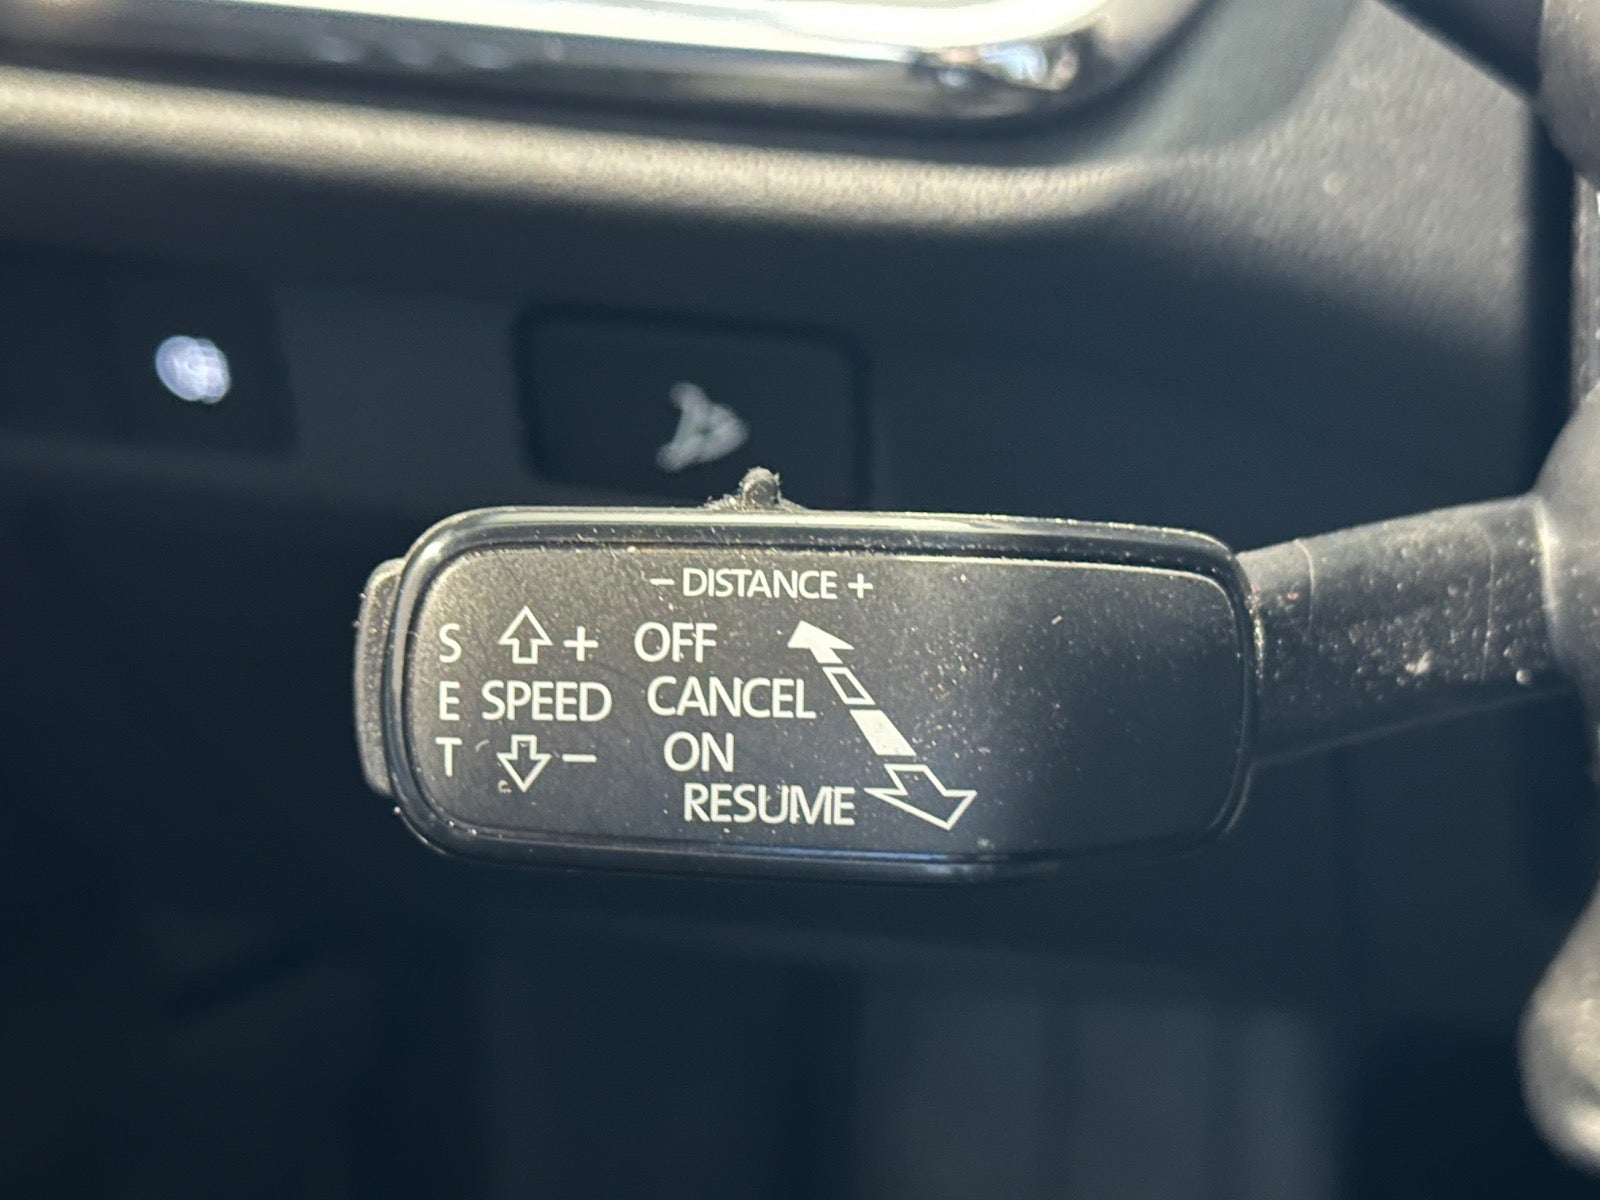 − DISTANCE +
S + OFF
E SPEED CANCEL
T − ON
RESUME